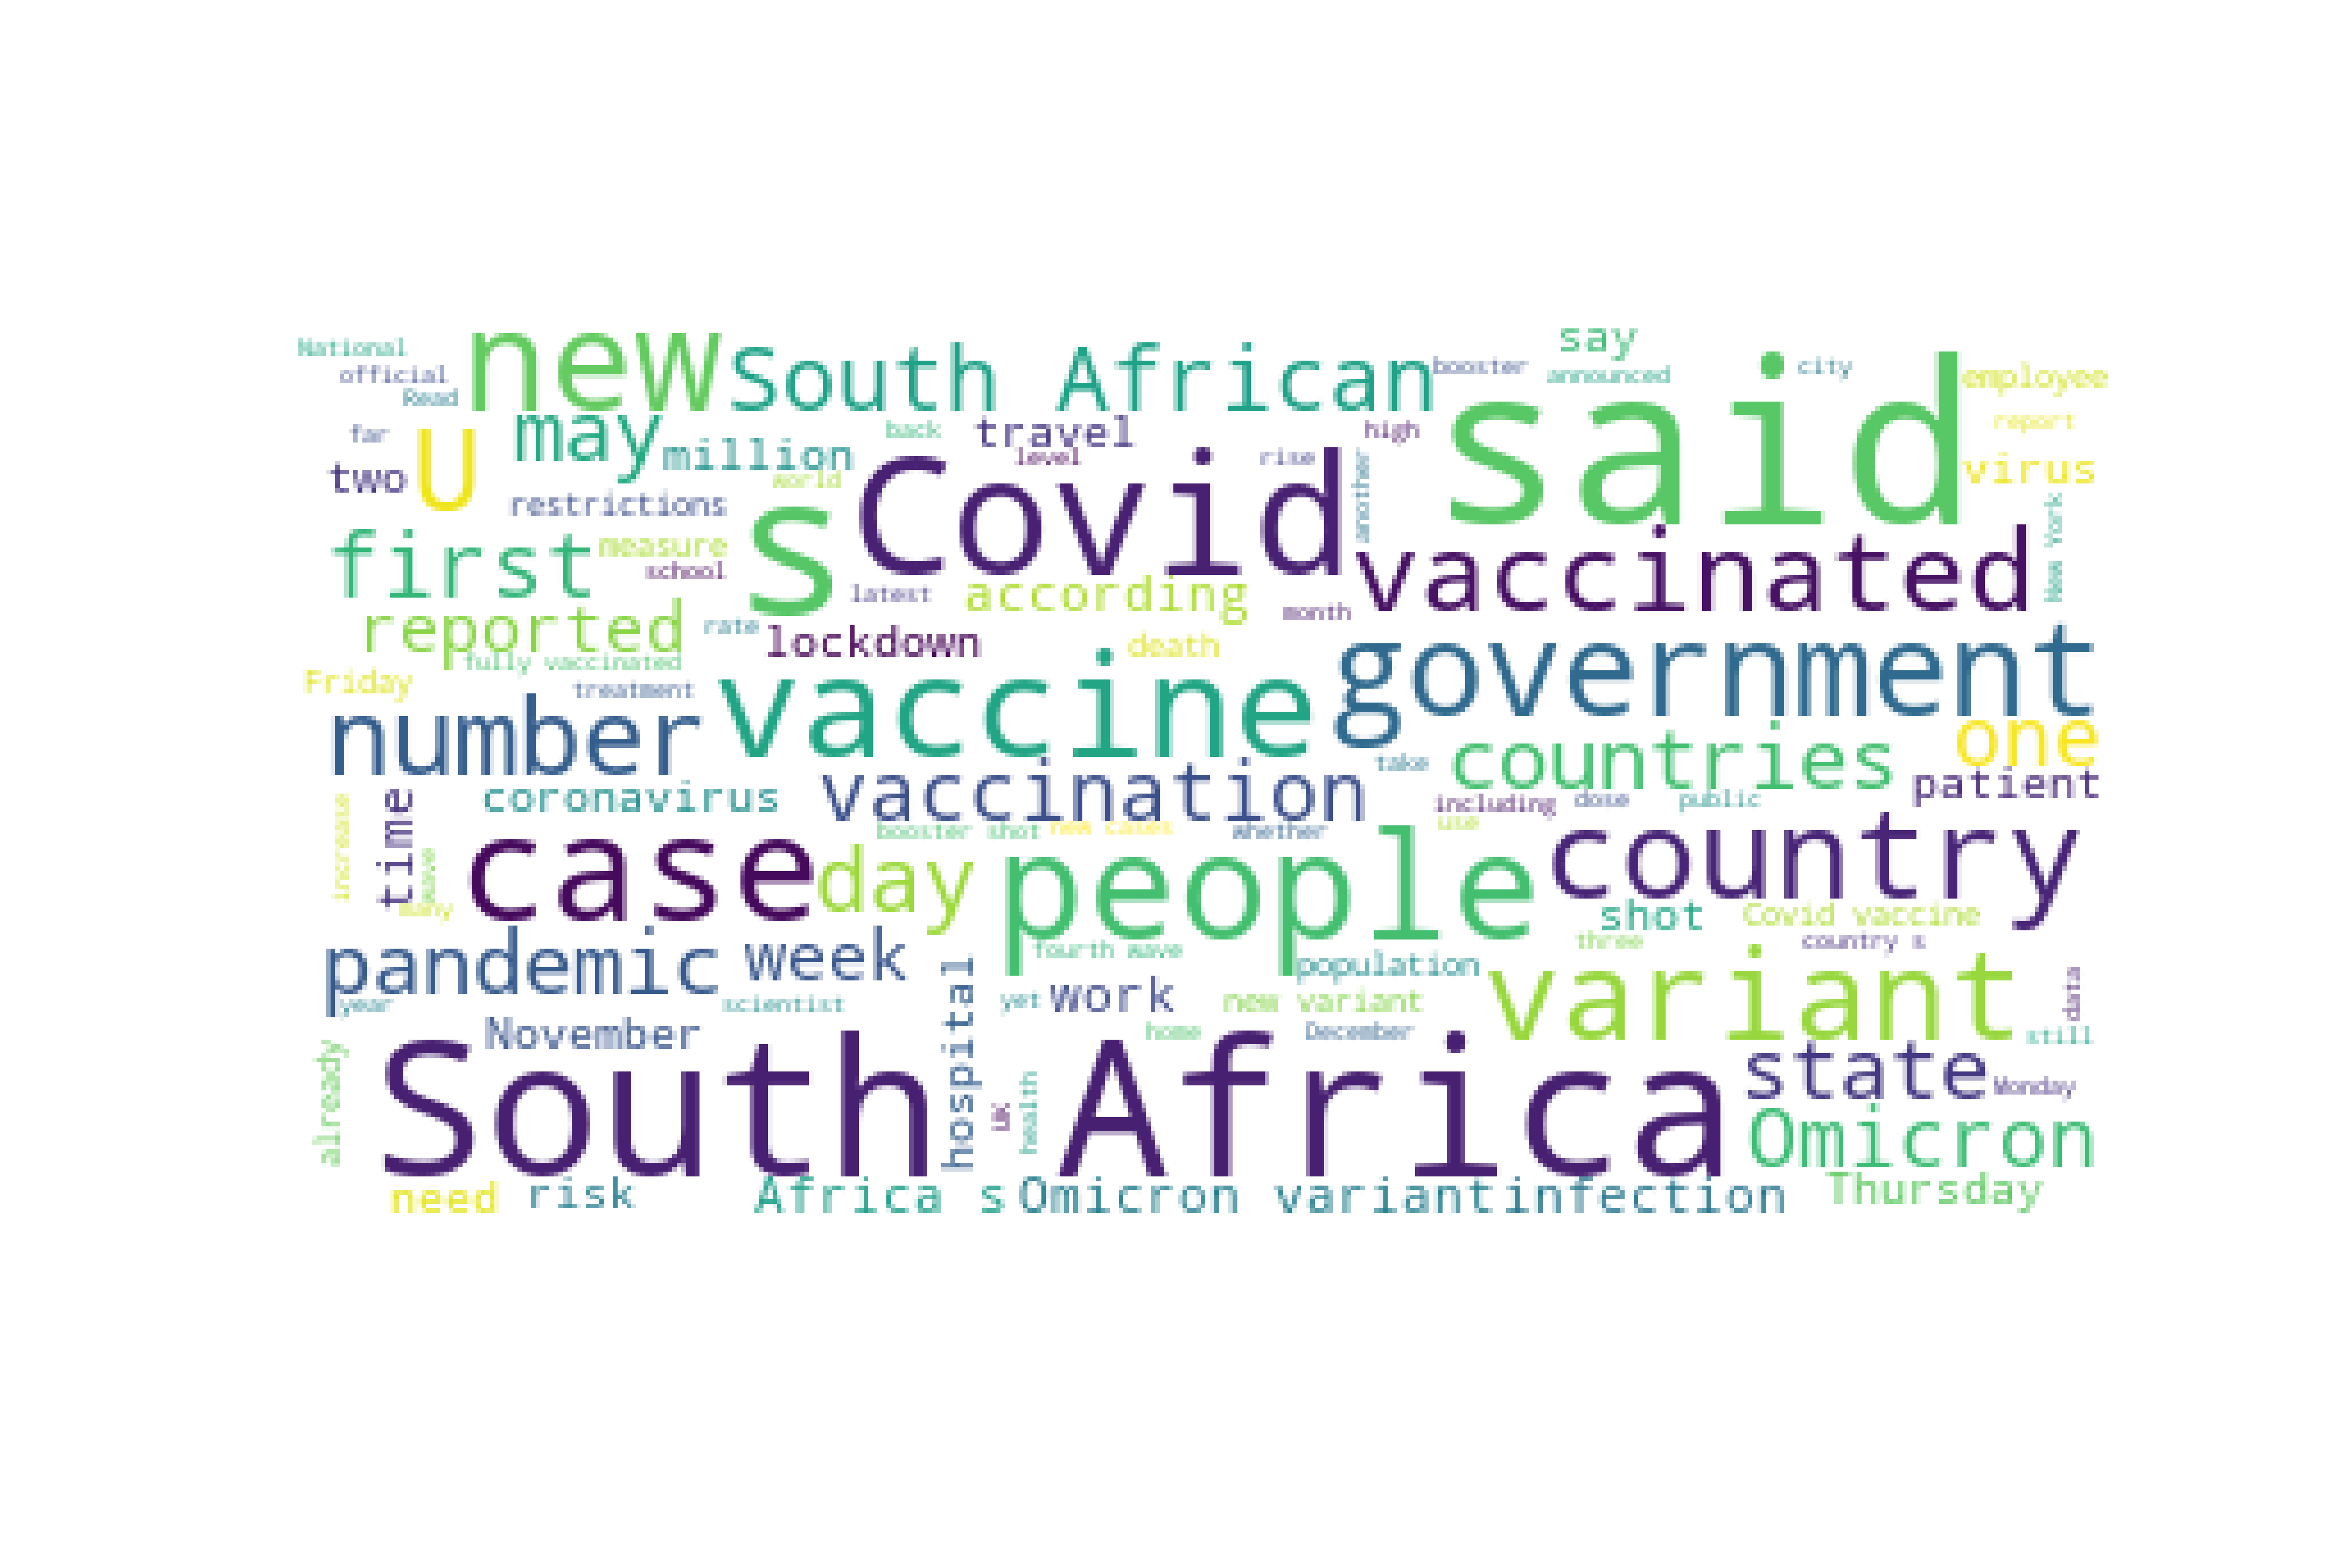 National
official
Read
new
South African
booster
say
announced
city
employee
report
far
two
U
may
million
back
travel
level
high
rise
another
said
virus
restrictions
world
s
Covid
vaccinated
New York
first
measure
school
latest
according
month
reported
rate
lockdown
death
fully vaccinated
Friday
treatment
government
number
vaccine
take
countries
one
coronavirus
vaccination
including
dose
public
patient
use
increase
time
wave
many
case
day
booster shot
new cases
whether
people
country
shot
Covid vaccine
pandemic
week
fourth wave
population
three
country s
variant
data
year
scientist
hospital
yet
work
new variant
November
home
December
still
already
South Africa
UK
health
state
Monday
Omicron
need
risk
Africa s
Omicron variant
infection
Thursday